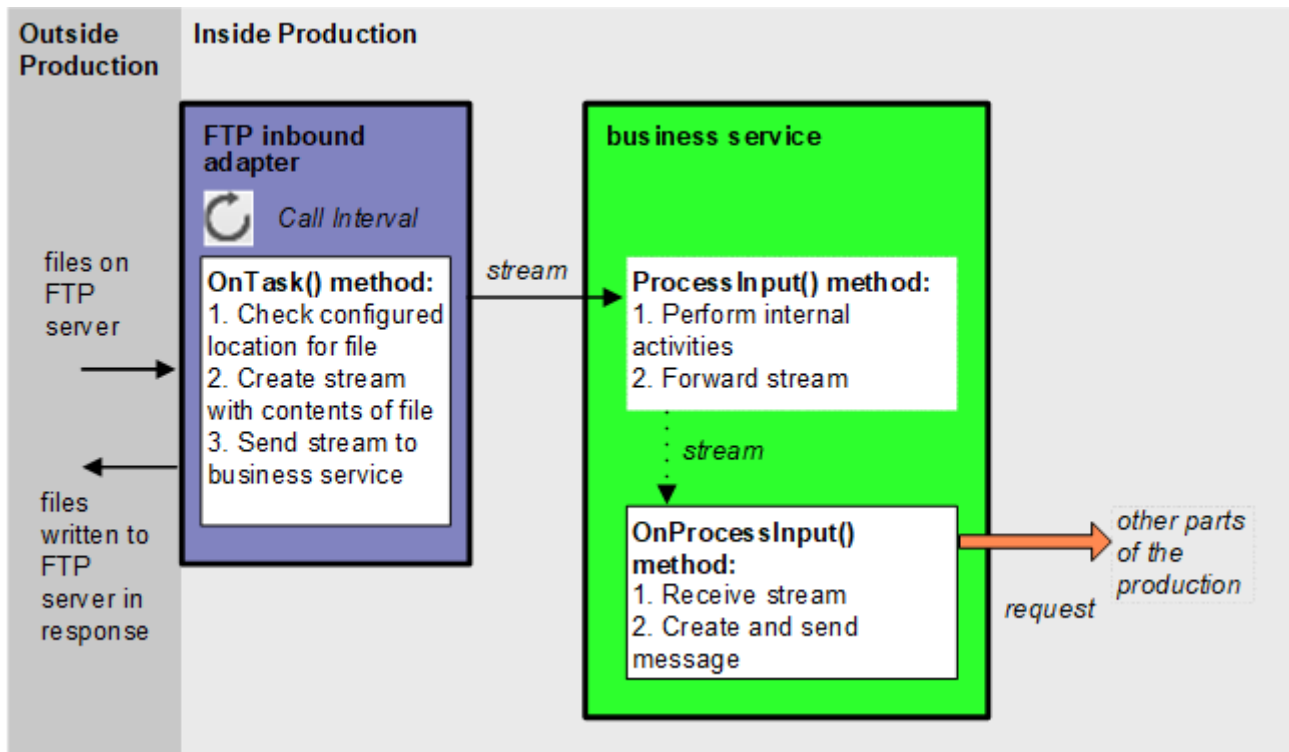 Outside
Production
Inside Production
FTP inbound
adapter
Call Interval
files on
FTP
server
OnTask() method:
1. Check configured
location for file
2. Create stream
with contents of file
3. Send stream to
business service
files
written to
FTP
server in
response
stream
business service
ProcessInput() method:
1. Perform internal
activities
2. Forward stream
stream
OnProcessInput()
method:
1. Receive stream
2. Create and send
message
request
other parts
of the
production